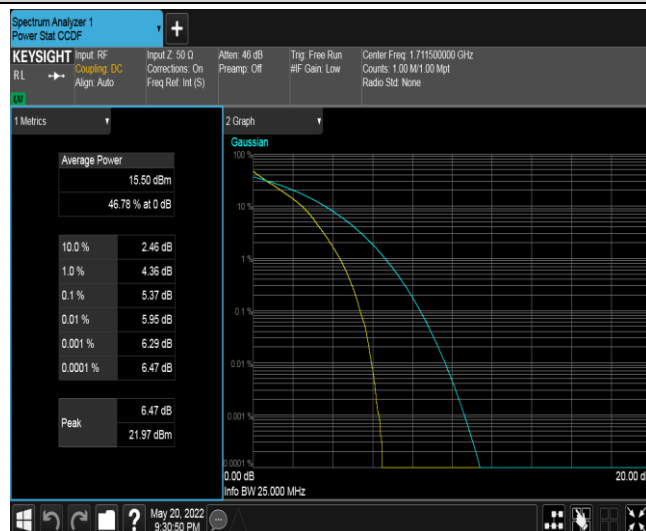 Spectrum Analyzer 1
Power Stat CCDF
+
KEYSIGHT
RL
Input: RF
Coupling: DC
Align: Auto
Input Z: 50 Ω
Corrections: On
Freq Ref: Int (S)
Atten: 46 dB
Preamp: Off
Trig: Free Run
#IF Gain: Low
Center Freq: 1.711500000 GHz
Counts: 1.00 M/1.00 Mpt
Radio Std: None
LXI
1 Metrics
Average Power
15.50 dBm
46.78 % at 0 dB
10.0 % 2.46 dB
1.0 % 4.36 dB
0.1 % 5.37 dB
0.01 % 5.95 dB
0.001 % 6.29 dB
0.0001 % 6.47 dB
Peak
6.47 dB
21.97 dBm
2 Graph
Gaussian
100 %
10 %
1 %
0.1 %
0.01 %
0.001 %
0.0001 %
0.00 dB
20.00 dB
Info BW 25.000 MHz
?
May 20, 2022
9:30:50 PM